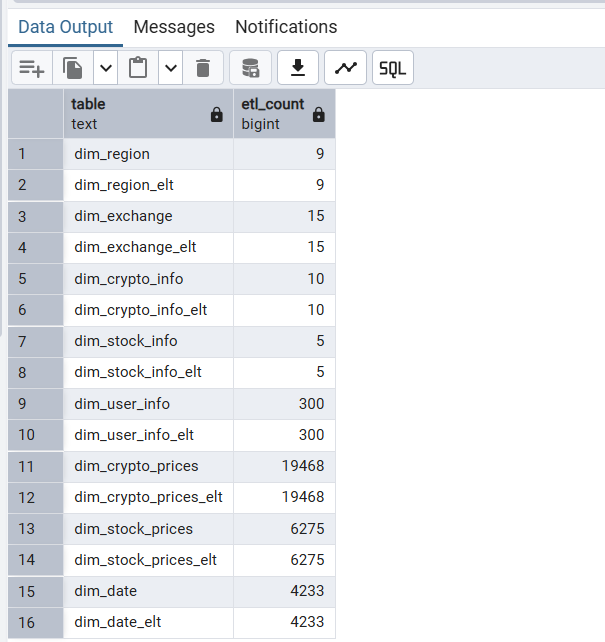 Data Output Messages Notifications
SQL
table etl_count
text bigint
1 dim_region 9
2 dim_region_elt 9
3 dim_exchange 15
4 dim_exchange_elt 15
5 dim_crypto_info 10
6 dim_crypto_info_elt 10
7 dim_stock_info 5
8 dim_stock_info_elt 5
9 dim_user_info 300
10 dim_user_info_elt 300
11 dim_crypto_prices 19468
12 dim_crypto_prices_elt 19468
13 dim_stock_prices 6275
14 dim_stock_prices_elt 6275
15 dim_date 4233
16 dim_date_elt 4233